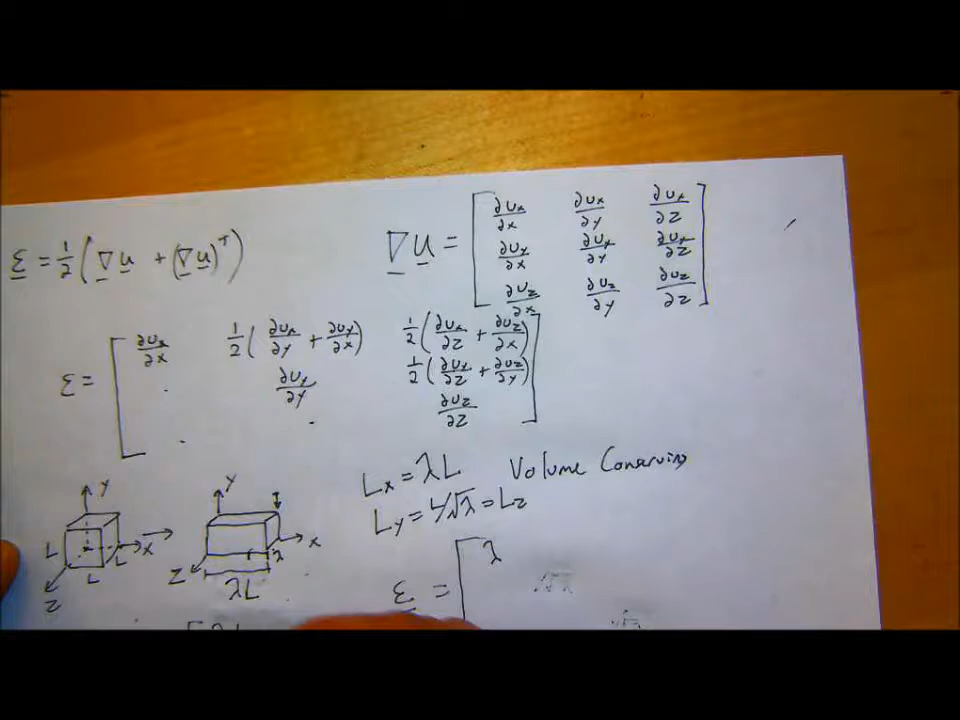 ε = 1/2 (∇u + (∇u)ᵀ)
∇u = [ ∂ux/∂x ∂ux/∂y ∂ux/∂z
∂uy/∂x ∂uy/∂y ∂uy/∂z
∂uz/∂x ∂uz/∂y ∂uz/∂z ]
ε = [ ∂ux/∂x 1/2(∂ux/∂y + ∂uy/∂x) 1/2(∂ux/∂z + ∂uz/∂x)
. ∂uy/∂y 1/2(∂uy/∂z + ∂uz/∂y)
. . ∂uz/∂z ]
Lx = λL Volume Conserving
Ly = L/√λ = Lz
Y
L
L
L
X
Z
Y
X
Z
λ
λL
ε = [ λ